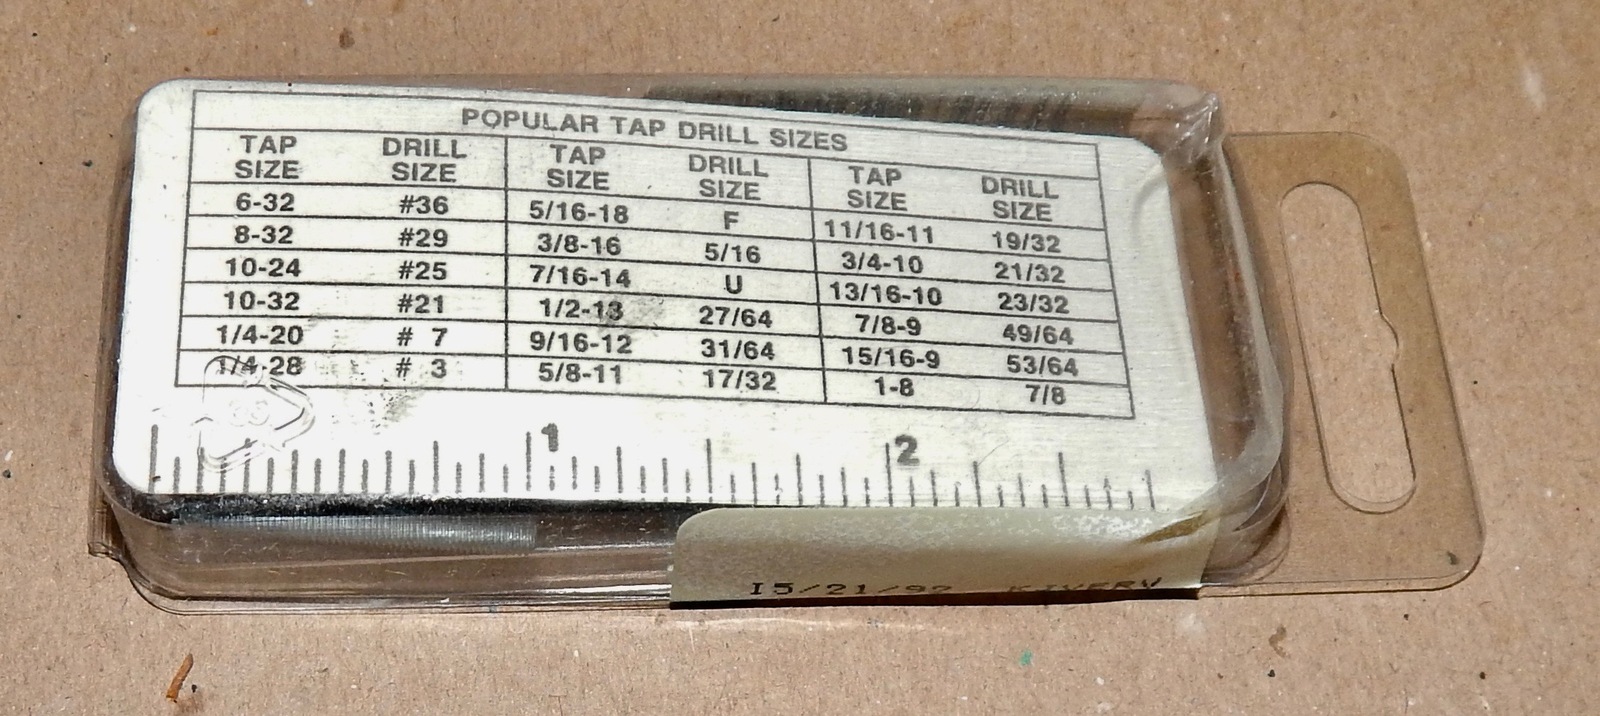 POPULAR TAP DRILL SIZES
TAP SIZE DRILL SIZE TAP SIZE DRILL SIZE TAP SIZE DRILL SIZE
6-32 #36 5/16-18 F 11/16-11 19/32
8-32 #29 3/8-16 5/16 3/4-10 21/32
10-24 #25 7/16-14 U 13/16-10 23/32
10-32 #21 1/2-13 27/64 7/8-9 49/64
1/4-20 # 7 9/16-12 31/64 15/16-9 53/64
1/4-28 # 3 5/8-11 17/32 1-8 7/8
1 2